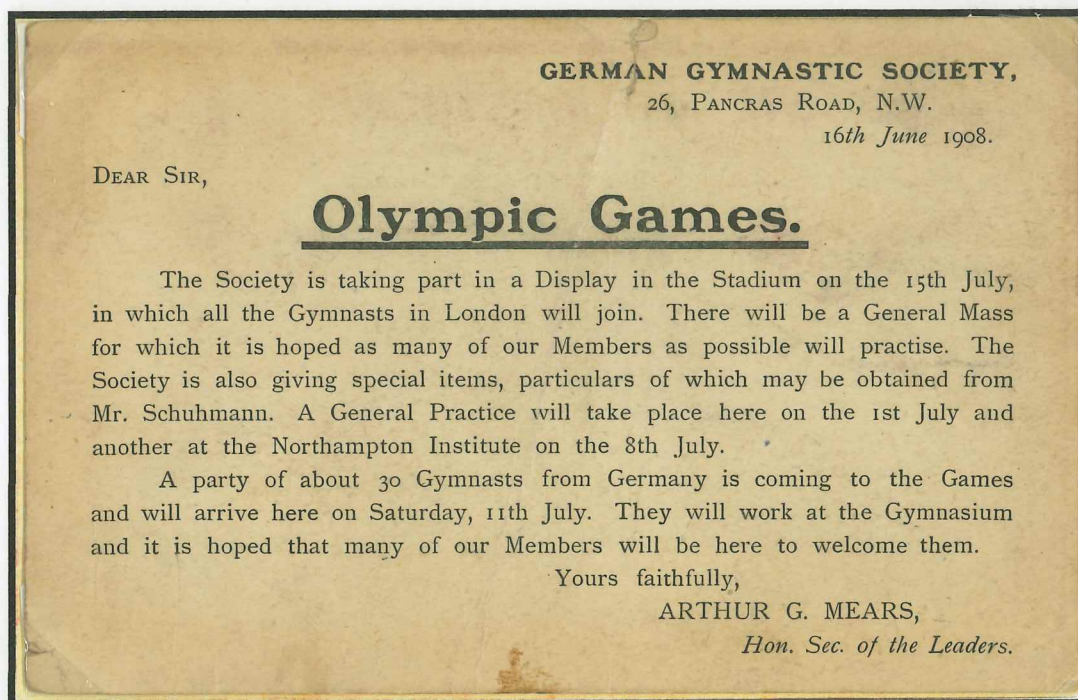 GERMAN GYMNASTIC SOCIETY,
26, Pancras Road, N.W.
16th June 1908.
Dear Sir,
Olympic Games.
The Society is taking part in a Display in the Stadium on the 15th July,
in which all the Gymnasts in London will join. There will be a General Mass
for which it is hoped as many of our Members as possible will practise. The
Society is also giving special items, particulars of which may be obtained from
Mr. Schuhmann. A General Practice will take place here on the 1st July and
another at the Northampton Institute on the 8th July.
A party of about 30 Gymnasts from Germany is coming to the Games
and will arrive here on Saturday, 11th July. They will work at the Gymnasium
and it is hoped that many of our Members will be here to welcome them.
Yours faithfully,
ARTHUR G. MEARS,
Hon. Sec. of the Leaders.